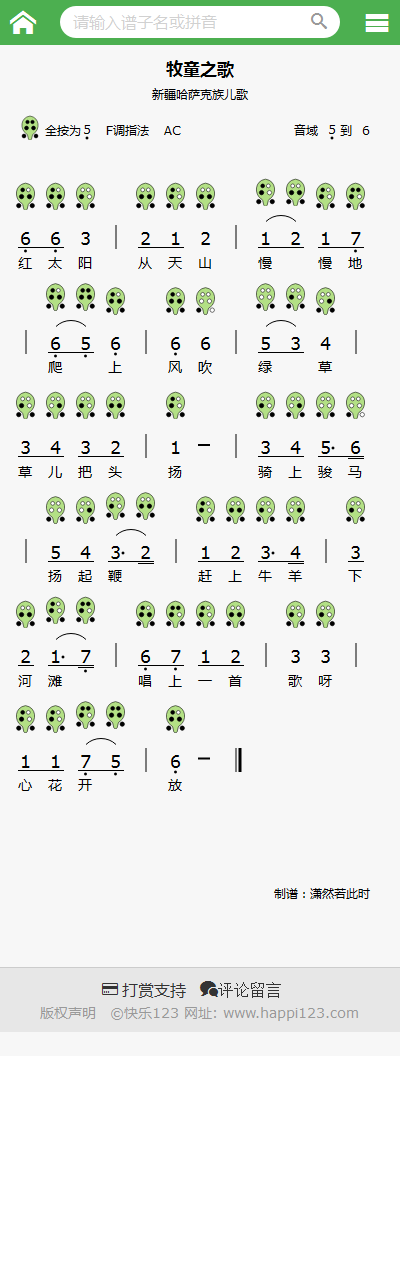 请输入谱子名或拼音
牧童之歌
新疆哈萨克族儿歌
全按为 5 F调指法 AC 音域 5 到 6
6 6 3 | 2 1 2 | 1 2 1 7
红 太 阳 从 天 山 慢 慢 地
| 6 5 6 | 6 6 | 5 3 4 |
爬 上 风 吹 绿 草
3 4 3 2 | 1 - | 3 4 5· 6
草 儿 把 头 扬 骑 上 骏 马
| 5 4 3· 2 | 1 2 3· 4 | 3
扬 起 鞭 赶 上 牛 羊 下
2 1· 7 | 6 7 1 2 | 3 3 |
河 滩 唱 上 一 首 歌 呀
1 1 7 5 | 6 - ‖
心 花 开 放
制谱：潇然若此时
打赏支持 评论留言
版权声明 ©快乐123 网址: www.happi123.com